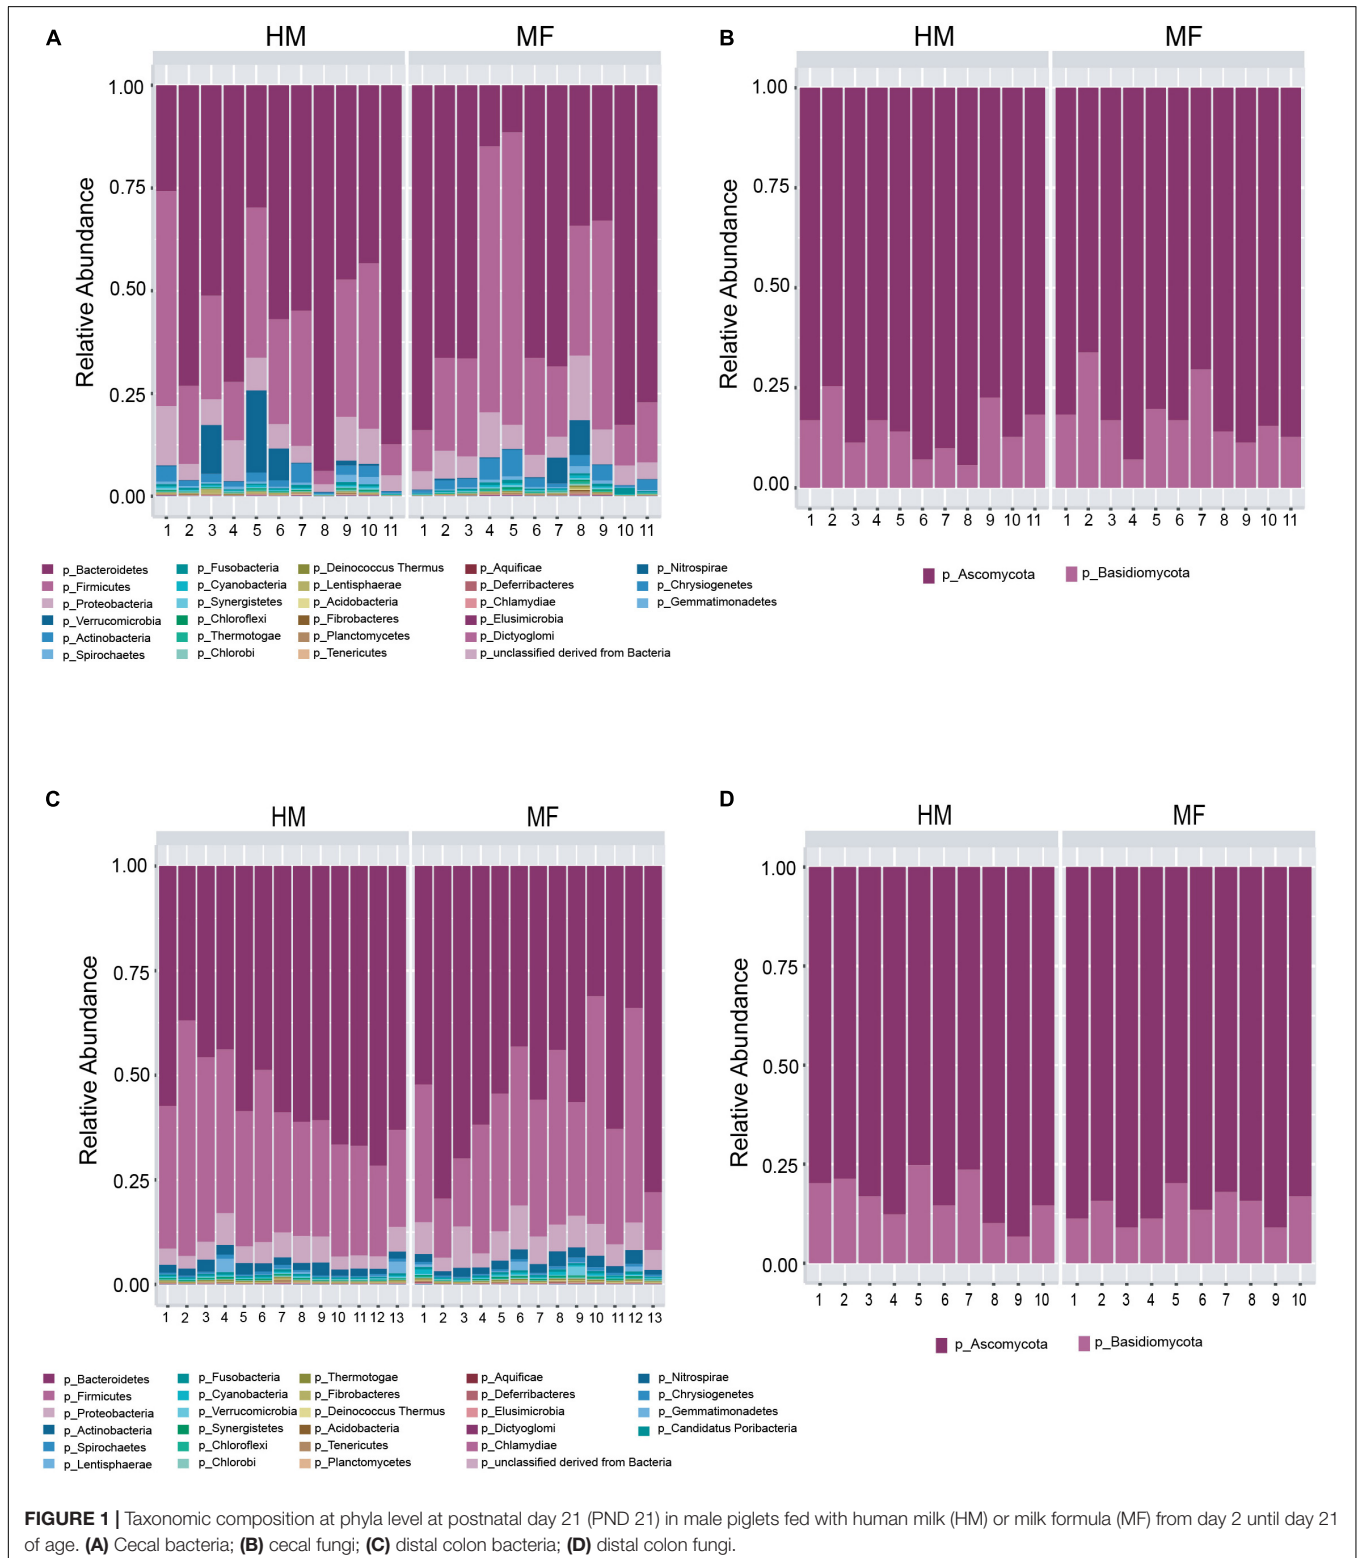 A
HM MF
1.00
0.75
0.50
0.25
0.00
Relative Abundance
1 2 3 4 5 6 7 8 9 10 11 1 2 3 4 5 6 7 8 9 10 11
p_Bacteroidetes p_Fusobacteria p_Deinococcus Thermus p_Aquificae p_Nitrospirae
p_Firmicutes p_Cyanobacteria p_Lentisphaerae p_Deferribacteres p_Chrysiogenetes
p_Proteobacteria p_Synergistetes p_Acidobacteria p_Chlamydiae p_Gemmatimonadetes
p_Verrucomicrobia p_Chloroflexi p_Fibrobacteres p_Elusimicrobia
p_Actinobacteria p_Thermotogae p_Planctomycetes p_Dictyoglomi
p_Spirochaetes p_Chlorobi p_Tenericutes p_unclassified derived from Bacteria
B
HM MF
1.00
0.75
0.50
0.25
0.00
Relative Abundance
1 2 3 4 5 6 7 8 9 10 11 1 2 3 4 5 6 7 8 9 10 11
p_Ascomycota p_Basidiomycota
C
HM MF
1.00
0.75
0.50
0.25
0.00
Relative Abundance
1 2 3 4 5 6 7 8 9 10 11 12 13 1 2 3 4 5 6 7 8 9 10 11 12 13
p_Bacteroidetes p_Fusobacteria p_Thermotogae p_Aquificae p_Nitrospirae
p_Firmicutes p_Cyanobacteria p_Fibrobacteres p_Deferribacteres p_Chrysiogenetes
p_Proteobacteria p_Verrucomicrobia p_Deinococcus Thermus p_Elusimicrobia p_Gemmatimonadetes
p_Actinobacteria p_Synergistetes p_Acidobacteria p_Dictyoglomi p_Candidatus Poribacteria
p_Spirochaetes p_Chloroflexi p_Tenericutes p_Chlamydiae
p_Lentisphaerae p_Chlorobi p_Planctomycetes p_unclassified derived from Bacteria
D
HM MF
1.00
0.75
0.50
0.25
0.00
Relative Abundance
1 2 3 4 5 6 7 8 9 10 1 2 3 4 5 6 7 8 9 10
p_Ascomycota p_Basidiomycota
FIGURE 1 | Taxonomic composition at phyla level at postnatal day 21 (PND 21) in male piglets fed with human milk (HM) or milk formula (MF) from day 2 until day 21
of age. (A) Cecal bacteria; (B) cecal fungi; (C) distal colon bacteria; (D) distal colon fungi.